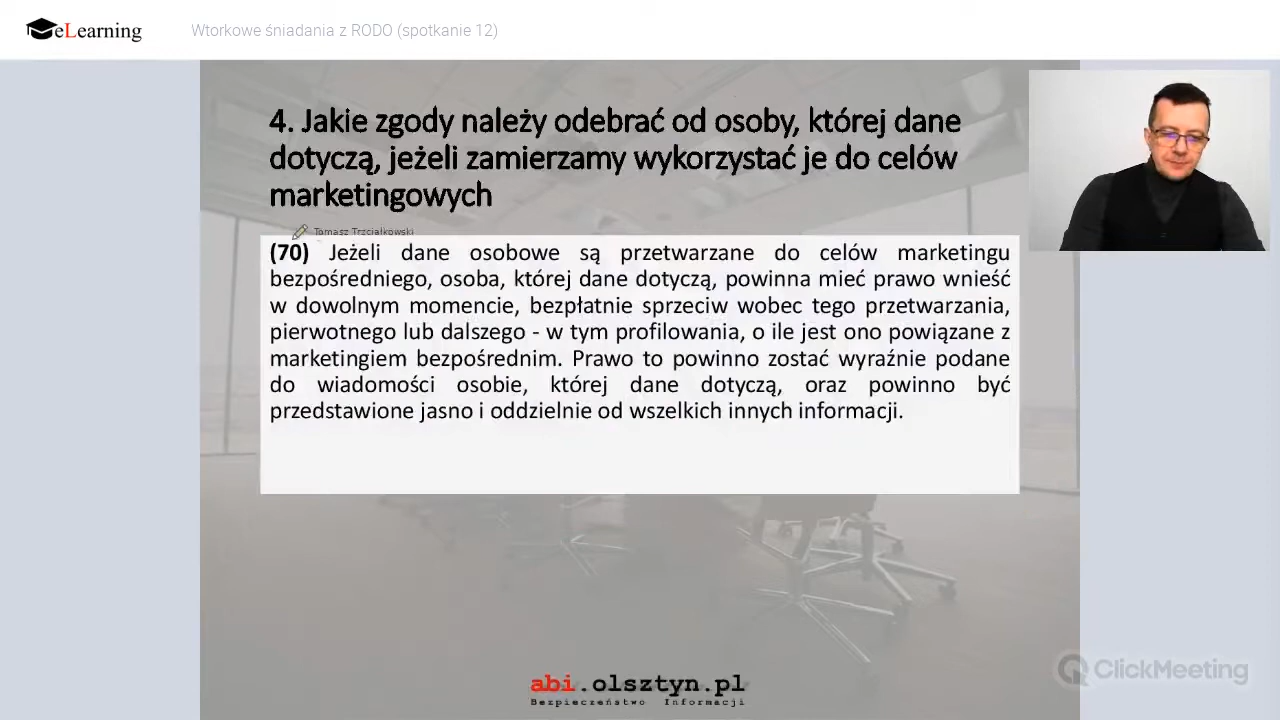 eLearning
Wtorkowe śniadania z RODO (spotkanie 12)
4. Jakie zgody należy odebrać od osoby, której dane
dotyczą, jeżeli zamierzamy wykorzystać je do celów
marketingowych
Tomasz Trzciałkowski
(70) Jeżeli dane osobowe są przetwarzane do celów marketingu
bezpośredniego, osoba, której dane dotyczą, powinna mieć prawo wnieść
w dowolnym momencie, bezpłatnie sprzeciw wobec tego przetwarzania,
pierwotnego lub dalszego - w tym profilowania, o ile jest ono powiązane z
marketingiem bezpośrednim. Prawo to powinno zostać wyraźnie podane
do wiadomości osobie, której dane dotyczą, oraz powinno być
przedstawione jasno i oddzielnie od wszelkich innych informacji.
ClickMeeting
abi.olsztyn.pl
Bezpieczeństwo Informacji